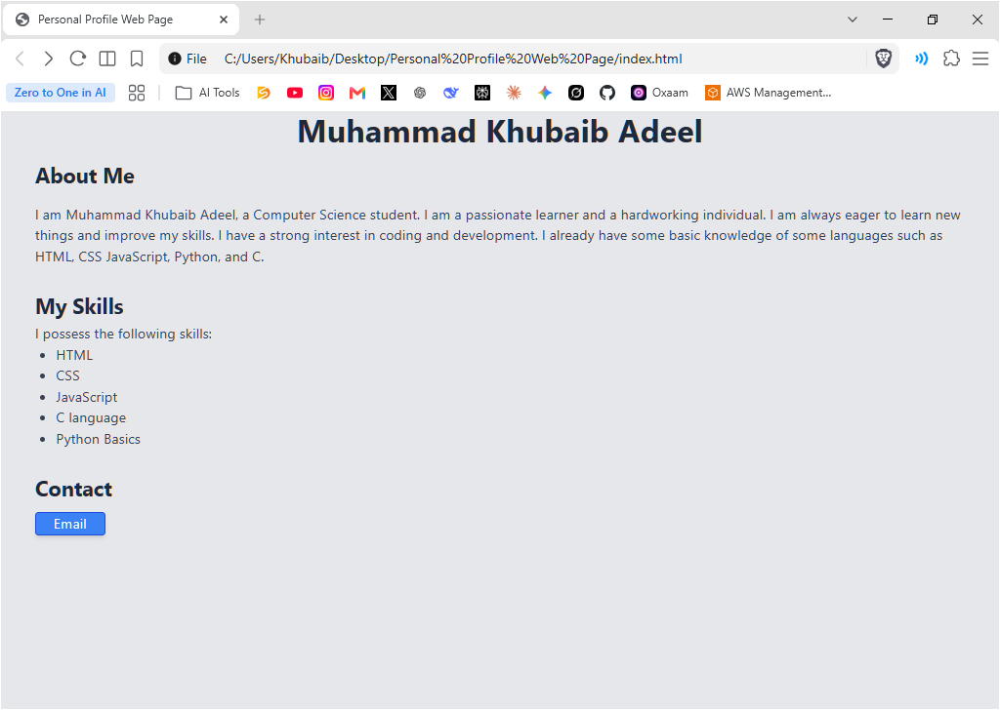 Personal Profile Web Page
File C:/Users/Khubaib/Desktop/Personal%20Profile%20Web%20Page/index.html
Zero to One in AI AI Tools Oxaam AWS Management...
Muhammad Khubaib Adeel
About Me
I am Muhammad Khubaib Adeel, a Computer Science student. I am a passionate learner and a hardworking individual. I am always eager to learn new
things and improve my skills. I have a strong interest in coding and development. I already have some basic knowledge of some languages such as
HTML, CSS JavaScript, Python, and C.
My Skills
I possess the following skills:
• HTML
• CSS
• JavaScript
• C language
• Python Basics
Contact
Email